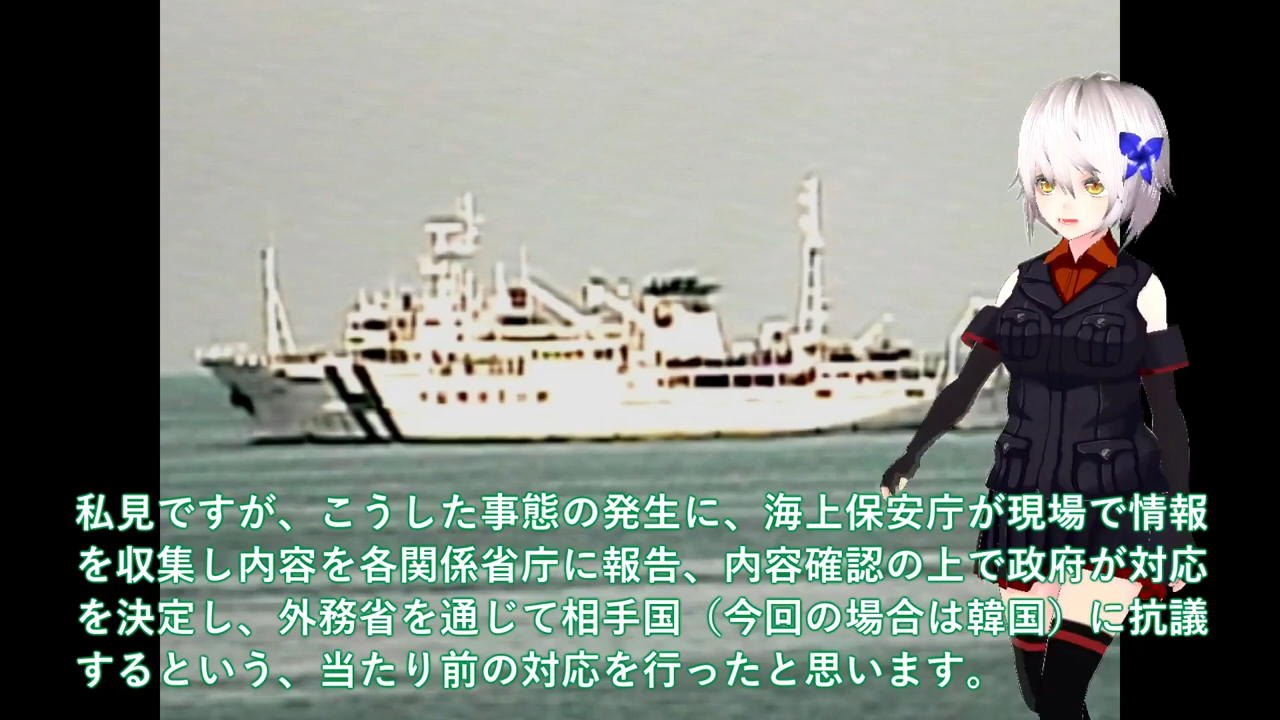 私見ですが、こうした事態の発生に、海上保安庁が現場で情報
を収集し内容を各関係省庁に報告、内容確認の上で政府が対応
を決定し、外務省を通じて相手国（今回の場合は韓国）に抗議
するという、当たり前の対応を行ったと思います。